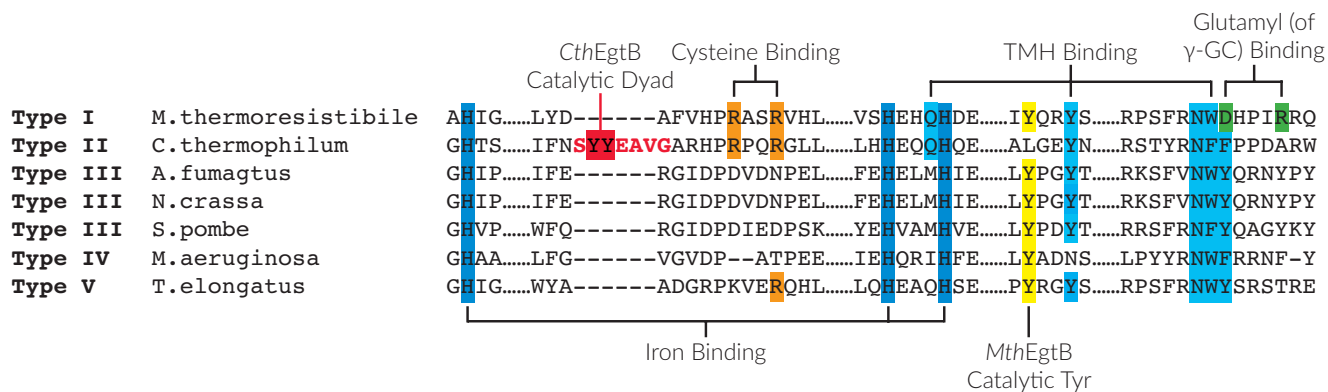 Glutamyl (of
γ-GC) Binding
CthEgtB
Catalytic Dyad
Cysteine Binding
TMH Binding
Type I M.thermoresistibile AHIG……LYD------AFVHPRASRVHL……VSHEHQHDE……IYQRYS……RPSFRNWDHPIRRQ
Type II C.thermophilum GHTS……IFNSYYEAVGARHPRPQRGLL……LHEQQHQE……ALGEYN……RSTYRNFFPPDARW
Type III A.fumagtus GHIP……IFE------RGIDPDVDNPEL……FEHELMHIE……LYPGYT……RKSFVNWYQRNYPY
Type III N.crassa GHIP……IFE------RGIDPDVDNPEL……FEHELMHIE……LYPGYT……RKSFVNWYQRNYPY
Type III S.pombe GHVP……WFQ------RGIDPDIEDPSK……YEHVAMHVE……LYPDYT……RRSFRNFYQAGYKY
Type IV M.aeruginosa GHAA……LFG------VGVDP--ATPEE……IEHQRIHFE……LYADNS……LPYYRNWFRRNF-Y
Type V T.elongatus GHIG……WYA------ADGRPKVERQHL……LQHEAQHSE……PYRGYS……RPSFRNWYSRSTRE
Iron Binding
MthEgtB
Catalytic Tyr